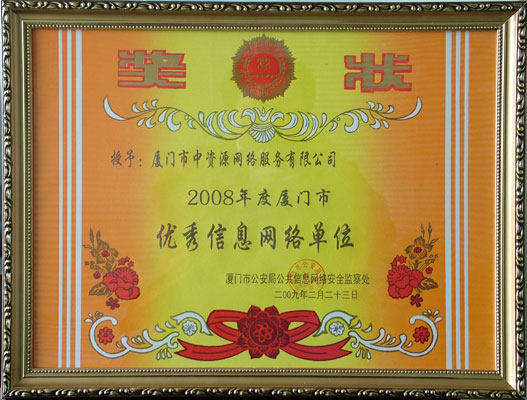 奖 状
授予：厦门市中资源网络服务有限公司
2008年度厦门市
优秀信息网络单位
厦门市公安局公共信息网络安全监察处
二00九年二月二十三日